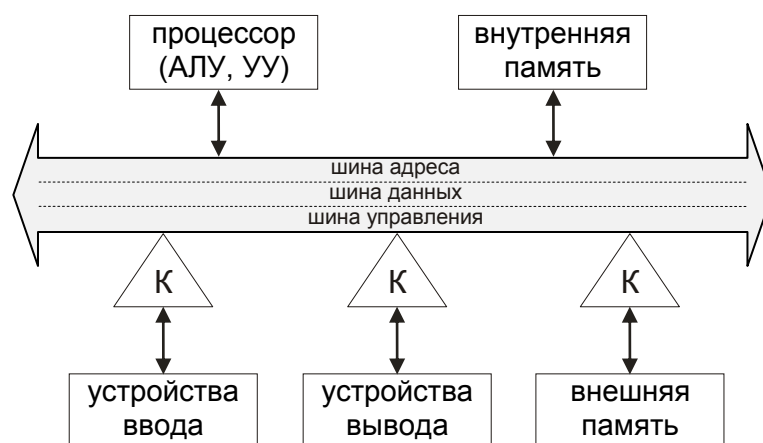 процессор
(АЛУ, УУ)
внутренняя
память
шина адреса
шина данных
шина управления
К
К
К
устройства
ввода
устройства
вывода
внешняя
память